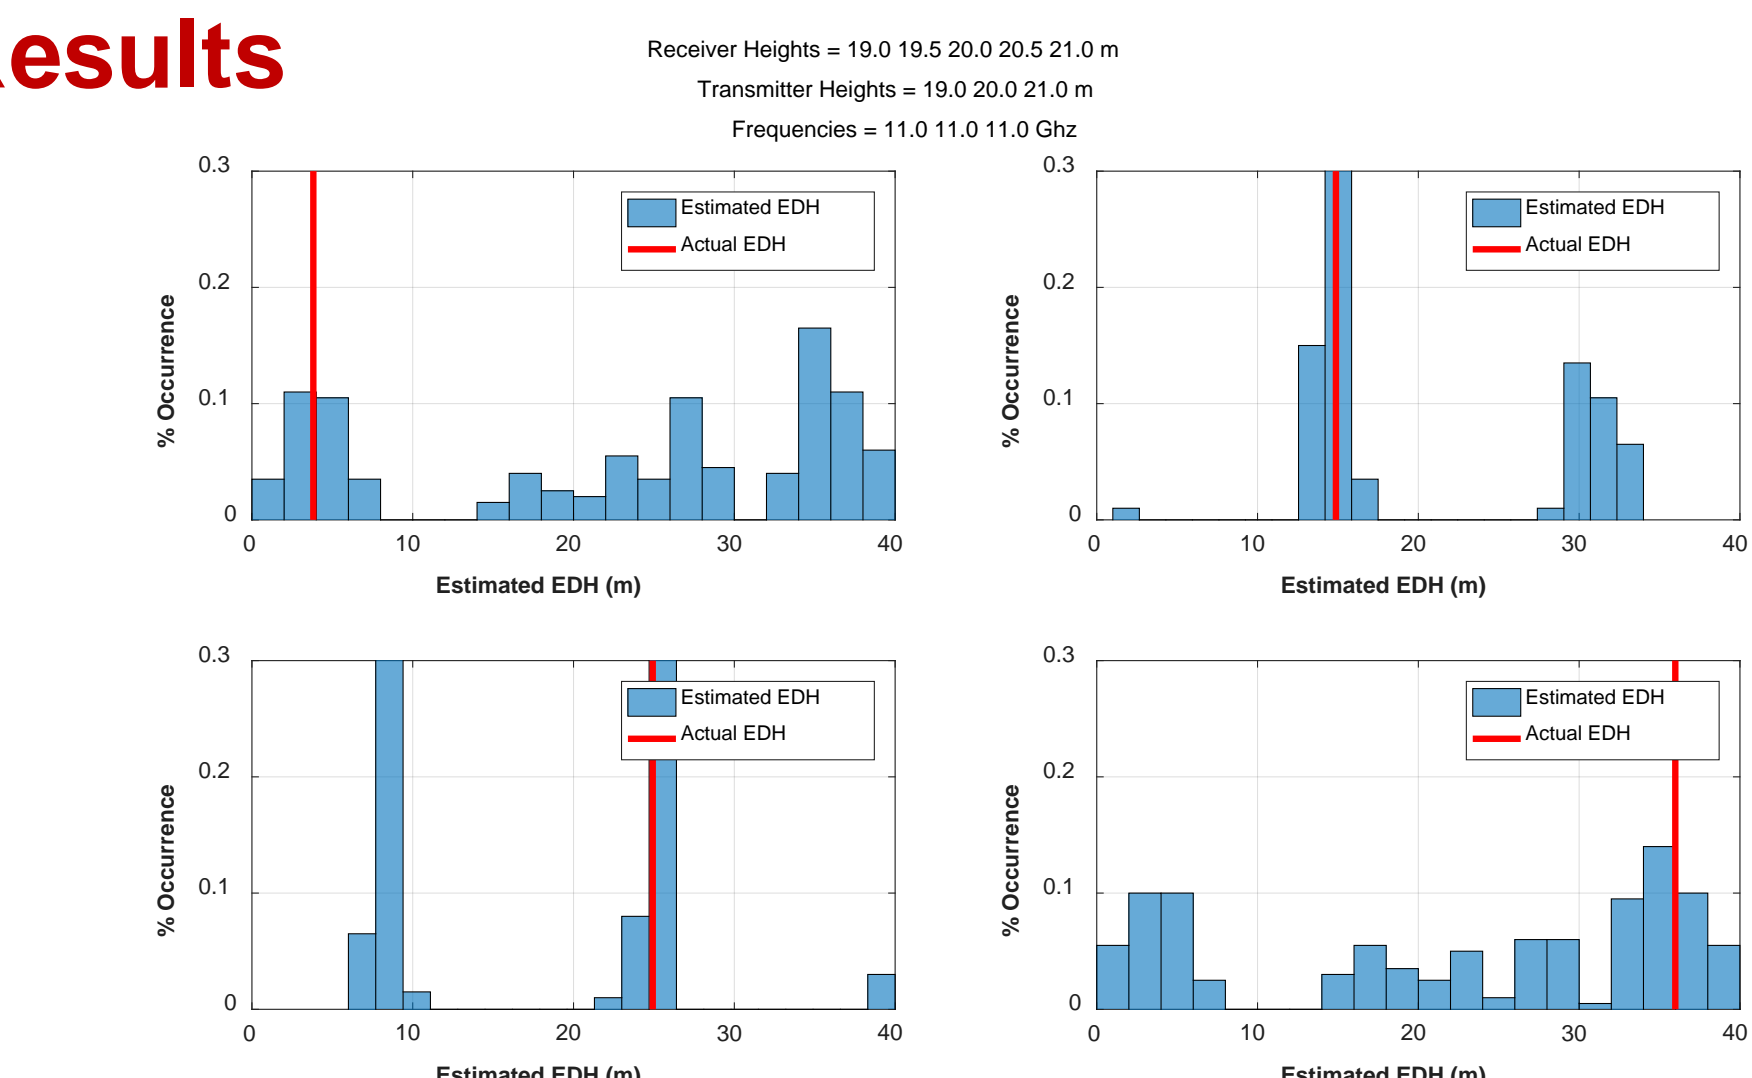 esults
Receiver Heights = 19.0 19.5 20.0 20.5 21.0 m
Transmitter Heights = 19.0 20.0 21.0 m
Frequencies = 11.0 11.0 11.0 Ghz
0.3
0.2
0.1
0
% Occurrence
Estimated EDH
Actual EDH
0 10 20 30 40
Estimated EDH (m)
0.3
0.2
0.1
0
% Occurrence
Estimated EDH
Actual EDH
0 10 20 30 40
Estimated EDH (m)
0.3
0.2
0.1
0
% Occurrence
Estimated EDH
Actual EDH
0 10 20 30 40
Estimated EDH (m)
0.3
0.2
0.1
0
% Occurrence
Estimated EDH
Actual EDH
0 10 20 30 40
Estimated EDH (m)